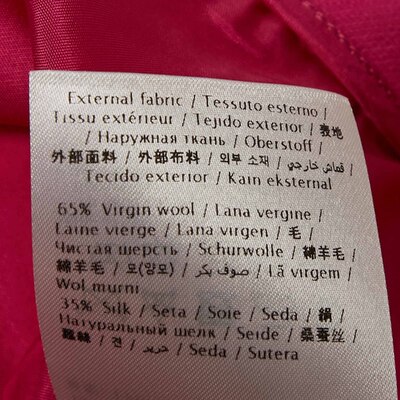 External fabric / Tessuto esterno /
Tissu extérieur / Tejido exterior / 表地
/ Наружная ткань / Oberstoff /
外部面料 / 外部布料 / 외부 소재 / قماش خارجي /
Tecido exterior / Kain eksternal
65% Virgin wool / Lana vergine /
Laine vierge / Lana virgen / 毛 /
Чистая шерсть / Schurwolle / 綿羊毛 /
綿羊毛 / 모(양모) / صوف بكر / Lã virgem /
Wol murni
35% Silk / Seta / Soie / Seda / 絹 /
Натуральный шелк / Seide / 桑蚕丝 /
蠶絲 / 견 / حرير / Seda / Sutera